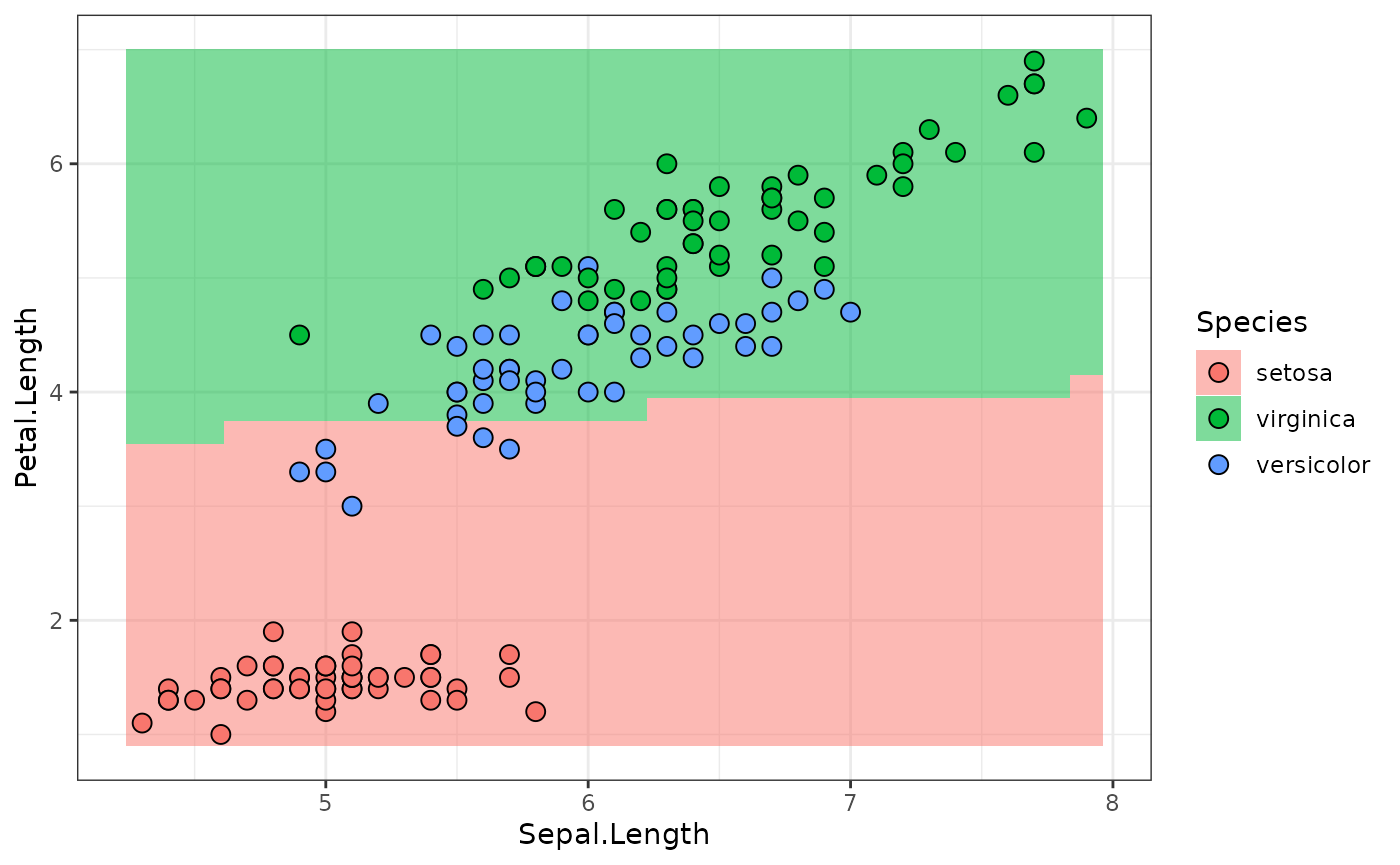 6
4
2
Petal.Length
5 6 7 8
Sepal.Length
Species
setosa
virginica
versicolor